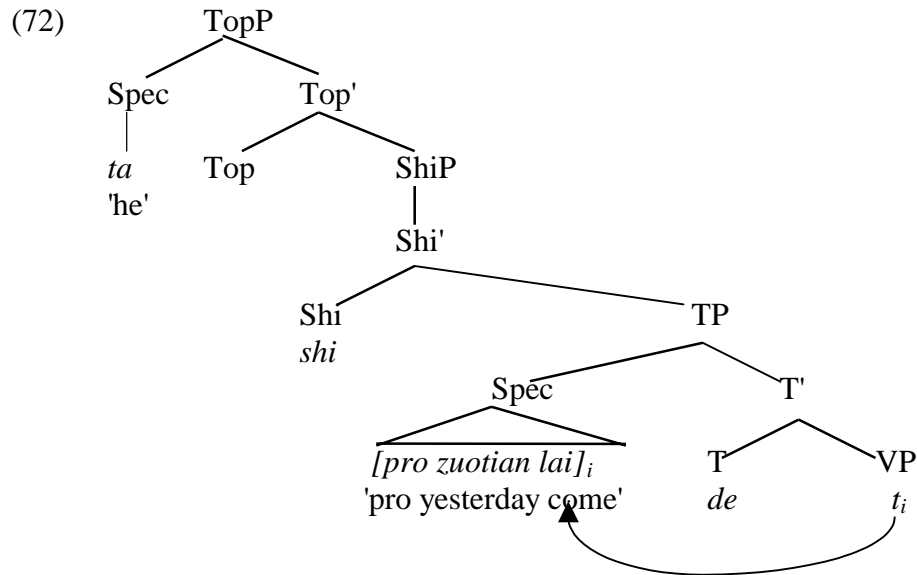 (72) TopP
Spec Top'
ta Top ShiP
'he'
Shi'
Shi TP
shi
Spec T'
[pro zuotian lai]i T VP
'pro yesterday come' de ti